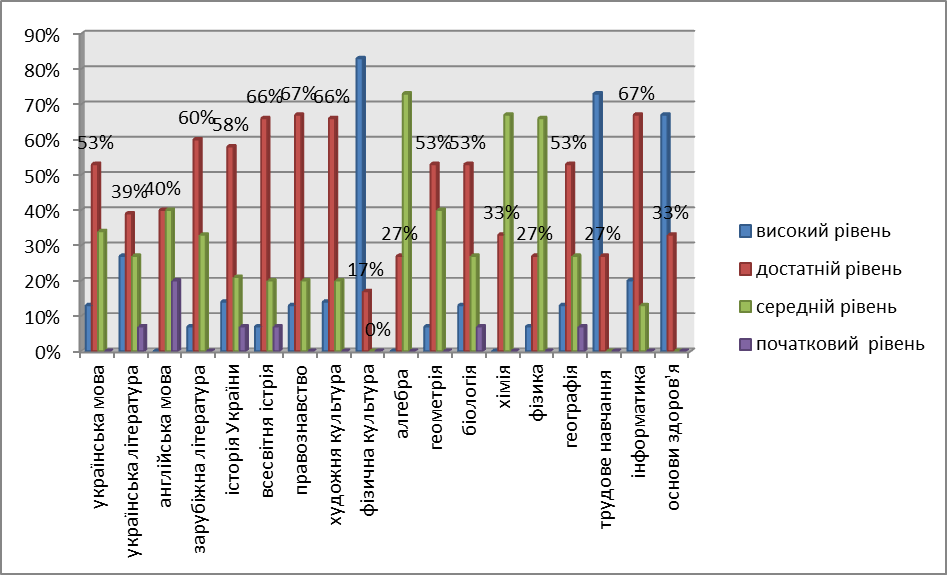 90%
80%
70%
60%
50%
40%
30%
20%
10%
0%
53%
39%
40%
60%
58%
66%
67%
66%
17%
0%
27%
53%
53%
33%
27%
53%
27%
67%
33%
українська мова
українська література
англійська мова
зарубіжна література
історія України
всесвітня істрія
правознавство
художня культура
фізична культура
алгебра
геометрія
біологія
хімія
фізика
географія
трудове навчання
інформатика
основи здоров'я
високий рівень
достатній рівень
середній рівень
початковий рівень